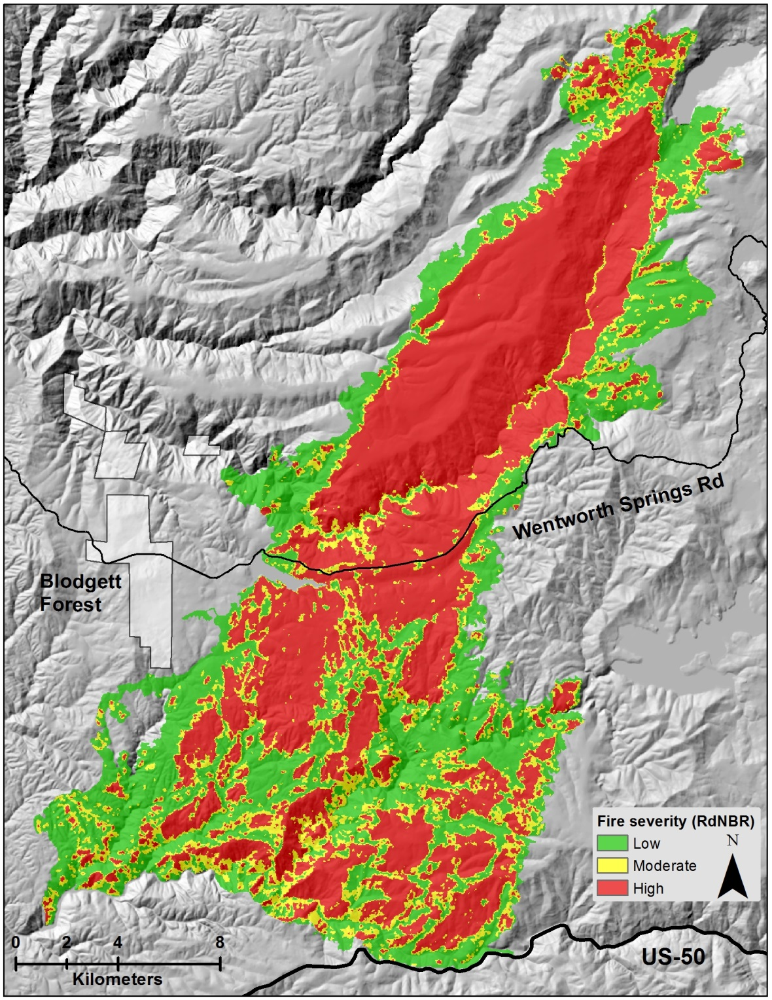 Wentworth Springs Rd
Blodgett
Forest
Fire severity (RdNBR)
Low
N
Moderate
High
0 2 4 8
Kilometers
US-50